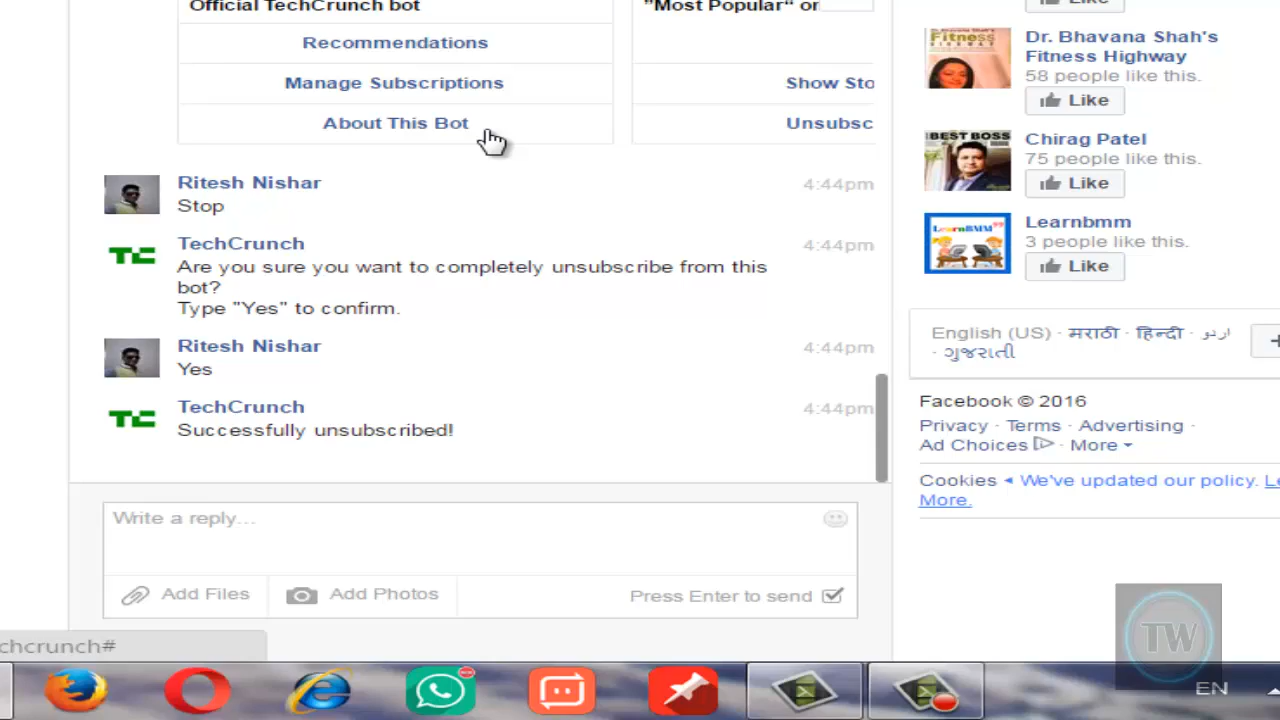 Official TechCrunch bot
"Most Popular" or
Recommendations
Manage Subscriptions
Show Sto
About This Bot
Unsubsc
Ritesh Nishar
4:44pm
Stop
TechCrunch
4:44pm
Are you sure you want to completely unsubscribe from this
bot?
Type "Yes" to confirm.
Ritesh Nishar
4:44pm
Yes
TechCrunch
4:44pm
Successfully unsubscribed!
Write a reply...
Add Files
Add Photos
Press Enter to send
chcrunch#
Like
Fitness
Dr. Bhavana Shah's
Fitness Highway
58 people like this.
Like
BEST BOSS
Chirag Patel
75 people like this.
Like
LearnBMM
Learnbmm
3 people like this.
Like
English (US) · मराठी · हिन्दी · اردو
· ગુજરાતી
Facebook © 2016
Privacy · Terms · Advertising ·
Ad Choices · More
Cookies
We've updated our policy. Le
More.
TW
EN